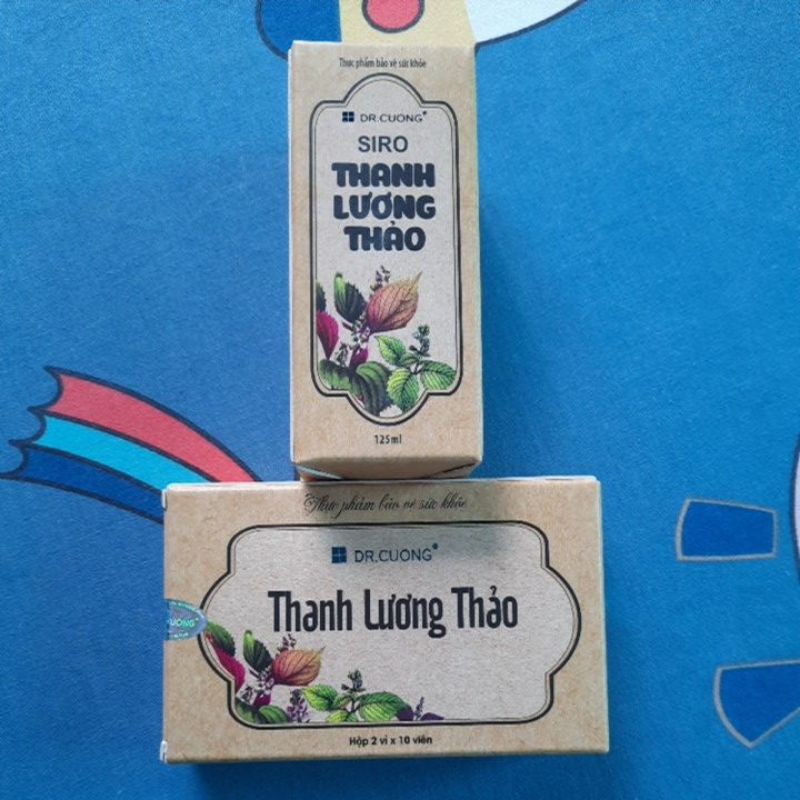 Thực phẩm bảo vệ sức khỏe
DR.CUONG®
SIRO
THANH
LƯƠNG
THẢO
125ml
Thực phẩm bảo vệ sức khỏe
DR.CUONG®
Thanh Lương Thảo
UONG
Hộp 2 vỉ x 10 viên